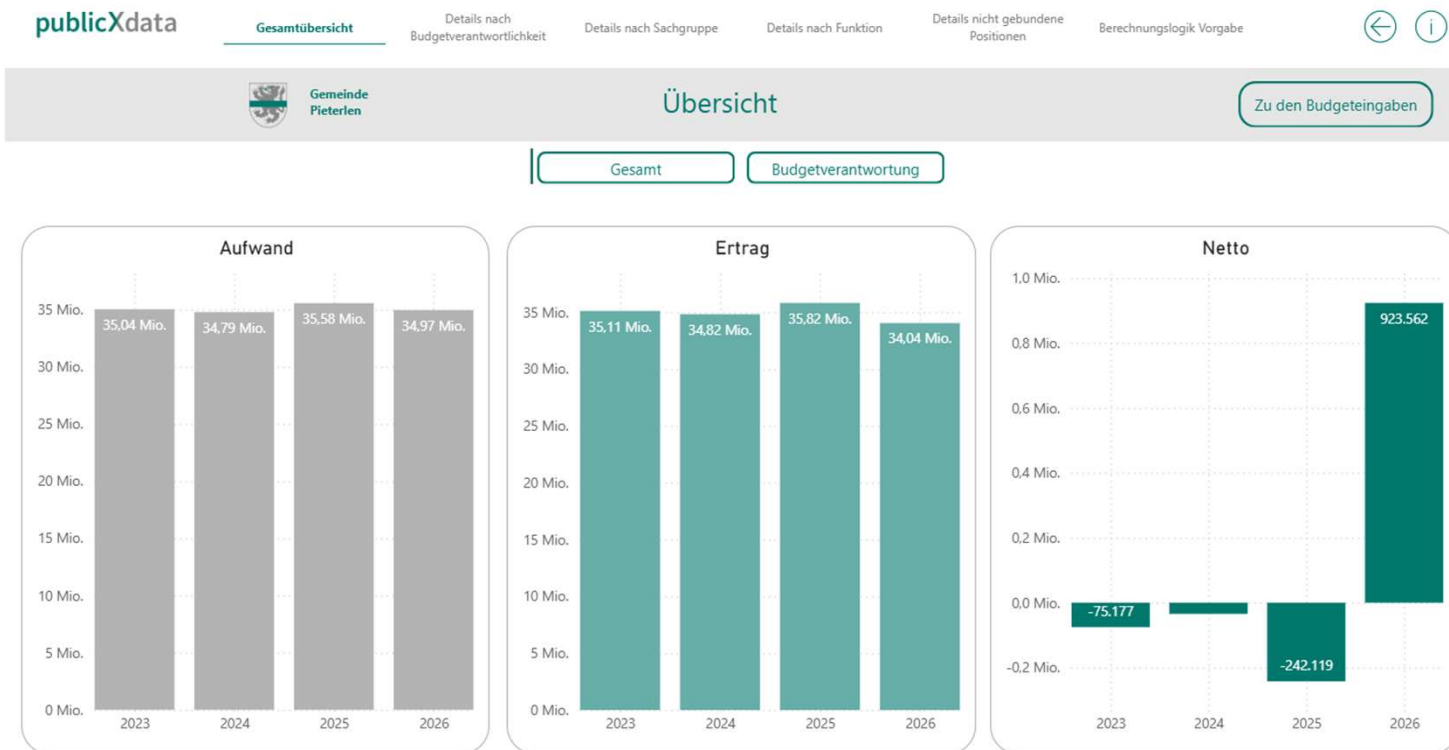 publicXdata
Gesamtübersicht
Details nach
Budgetverantwortlichkeit
Details nach Sachgruppe
Details nach Funktion
Details nicht gebundene
Positionen
Berechnungslogik Vorgabe
i
Gemeinde
Pieterlen
Übersicht
Zu den Budgeteingaben
Gesamt
Budgetverantwortung
Aufwand
35 Mio.
30 Mio.
25 Mio.
20 Mio.
15 Mio.
10 Mio.
5 Mio.
0 Mio.
35,04 Mio.
34,79 Mio.
35,58 Mio.
34,97 Mio.
2023
2024
2025
2026
Ertrag
35 Mio.
30 Mio.
25 Mio.
20 Mio.
15 Mio.
10 Mio.
5 Mio.
0 Mio.
35,11 Mio.
34,82 Mio.
35,82 Mio.
34,04 Mio.
2023
2024
2025
2026
Netto
1,0 Mio.
0,8 Mio.
0,6 Mio.
0,4 Mio.
0,2 Mio.
0,0 Mio.
-0,2 Mio.
-75.177
-242.119
923.562
2023
2024
2025
2026